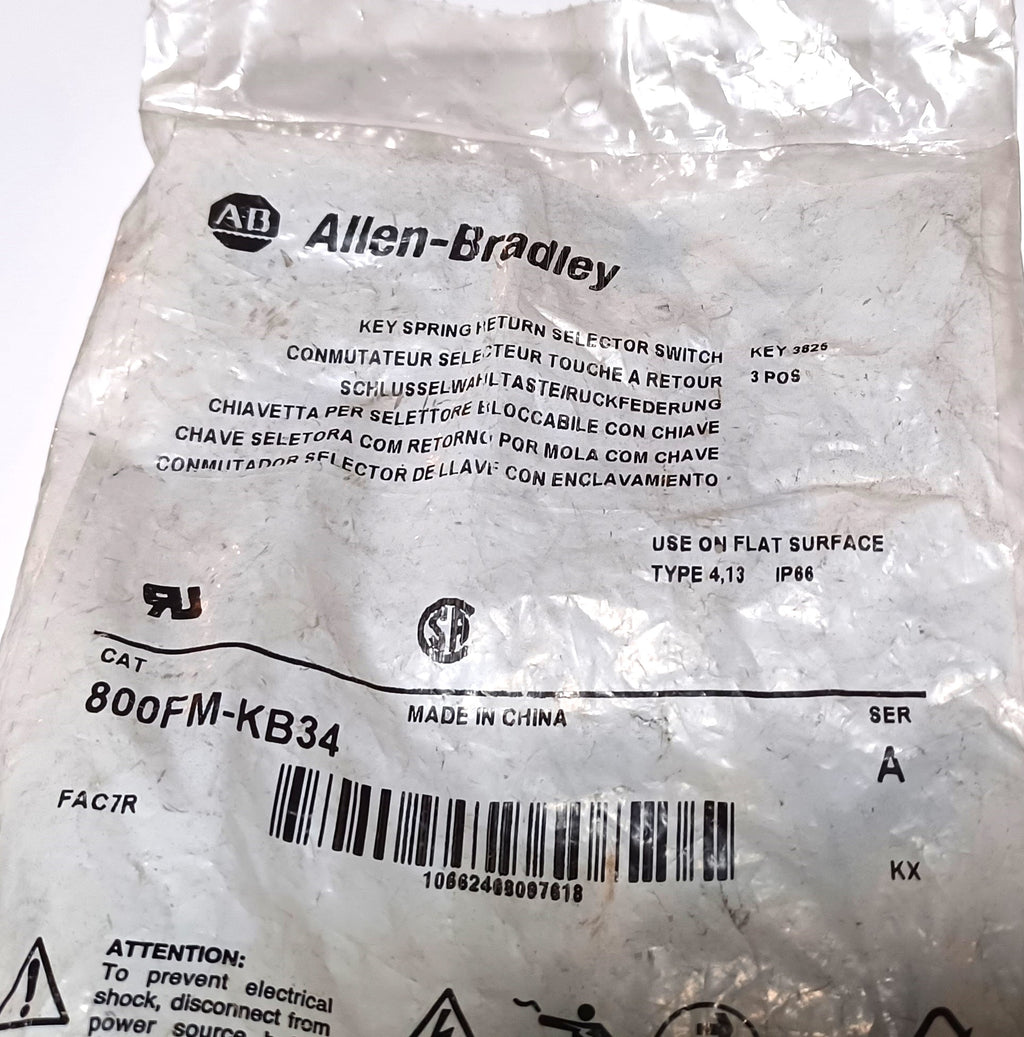 A-B Allen-Bradley
KEY SPRING RETURN SELECTOR SWITCH KEY 3825
CONMUTATEUR SELECTEUR TOUCHE A RETOUR 3 POS
SCHLUSSELWAHLTASTE/RUCKFEDERUNG
CHIAVETTA PER SELETTORE BLOCCABILE CON CHIAVE
CHAVE SELETORA COM RETORNO POR MOLA COM CHAVE
CONMUTADOR SELECTOR DE LLAVE CON ENCLAVAMIENTO
USE ON FLAT SURFACE
TYPE 4,13 IP66
CAT
800FM-KB34 MADE IN CHINA SER
A
FAC7R
KX
ATTENTION:
To prevent electrical
shock, disconnect from
power source